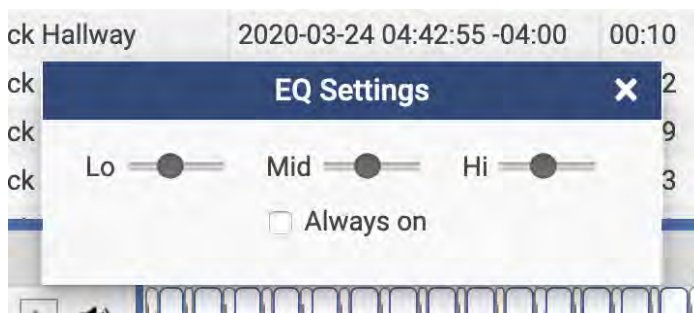 ck Hallway 2020-03-24 04:42:55 -04:00 00:10
ck 2
EQ Settings
ck 9
Lo Mid Hi
ck 3
Always on